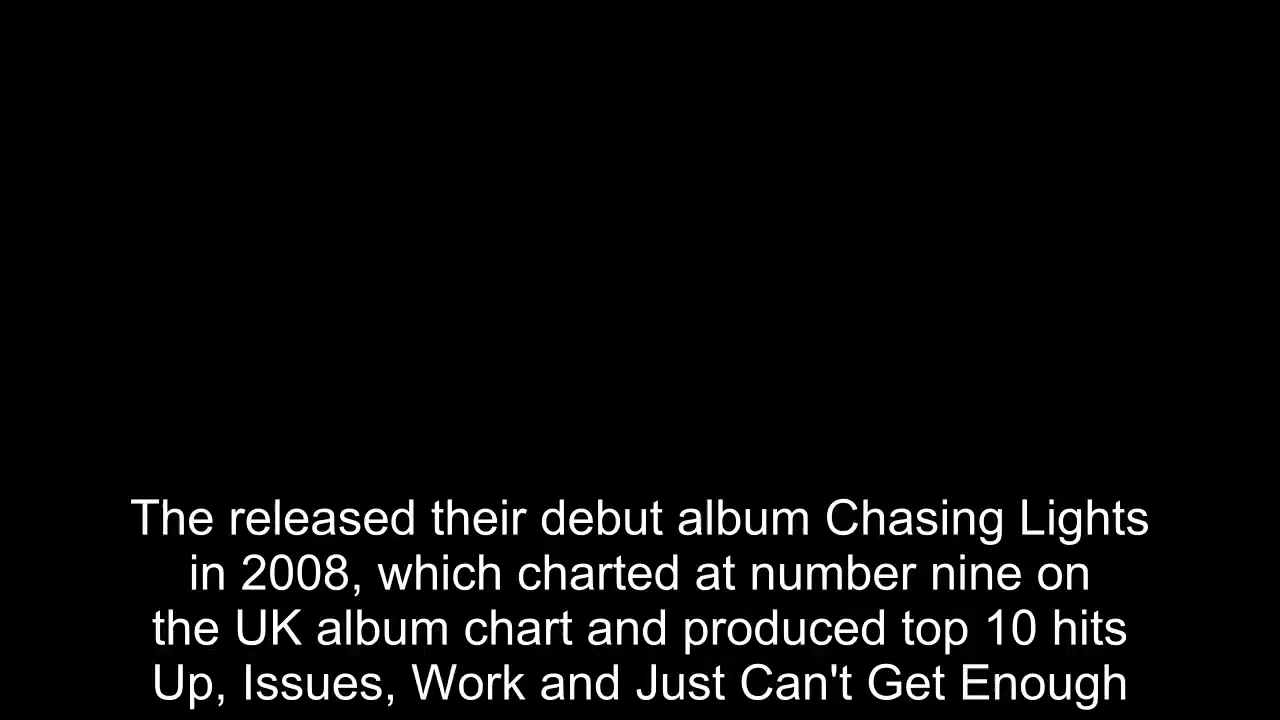 The released their debut album Chasing Lights
in 2008, which charted at number nine on
the UK album chart and produced top 10 hits
Up, Issues, Work and Just Can't Get Enough